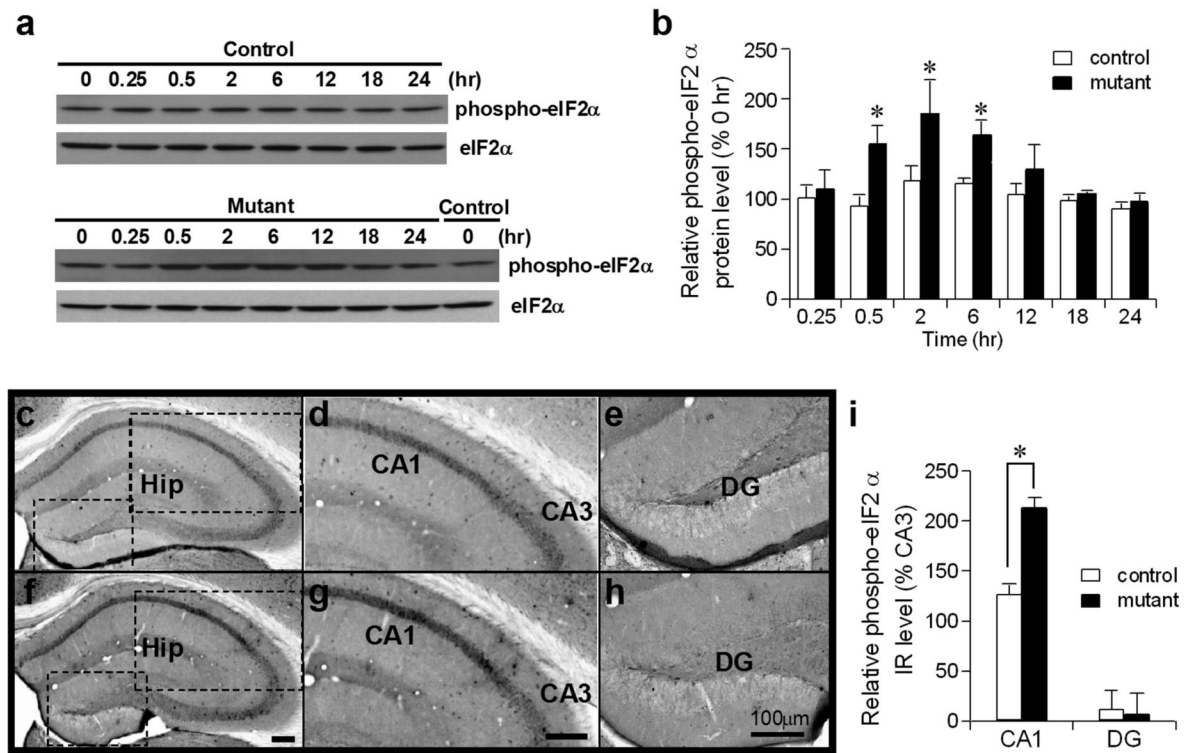 a
Control
0 0.25 0.5 2 6 12 18 24 (hr)
phospho-eIF2α
eIF2α
Mutant Control
0 0.25 0.5 2 6 12 18 24 0 (hr)
phospho-eIF2α
eIF2α
b
Relative phospho-eIF2 α
protein level (% 0 hr)
250
200
150
100
50
0
control
mutant
*
*
*
0.25 0.5 2 6 12 18 24
Time (hr)
c
Hip
d
CA1
CA3
e
DG
f
Hip
g
CA1
CA3
h
DG
100μm
i
Relative phospho-eIF2 α
IR level (% CA3)
250
200
150
100
50
0
*
control
mutant
CA1 DG